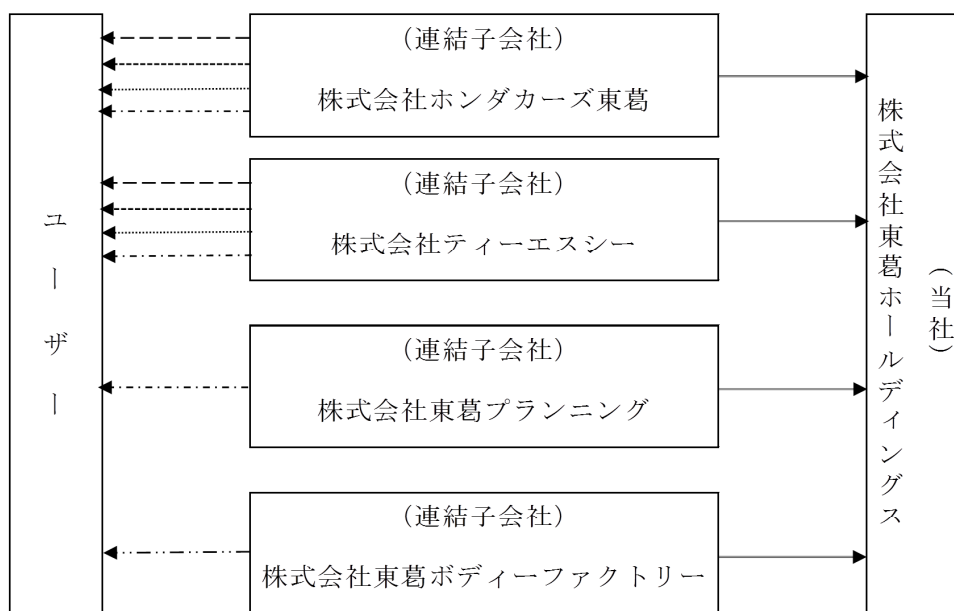 ユーザー
(連結子会社)
株式会社ホンダカーズ東葛
(連結子会社)
株式会社ティーエスシー
(連結子会社)
株式会社東葛プランニング
(連結子会社)
株式会社東葛ボディーファクトリー
株式会社東葛ホールディングス
(当社)